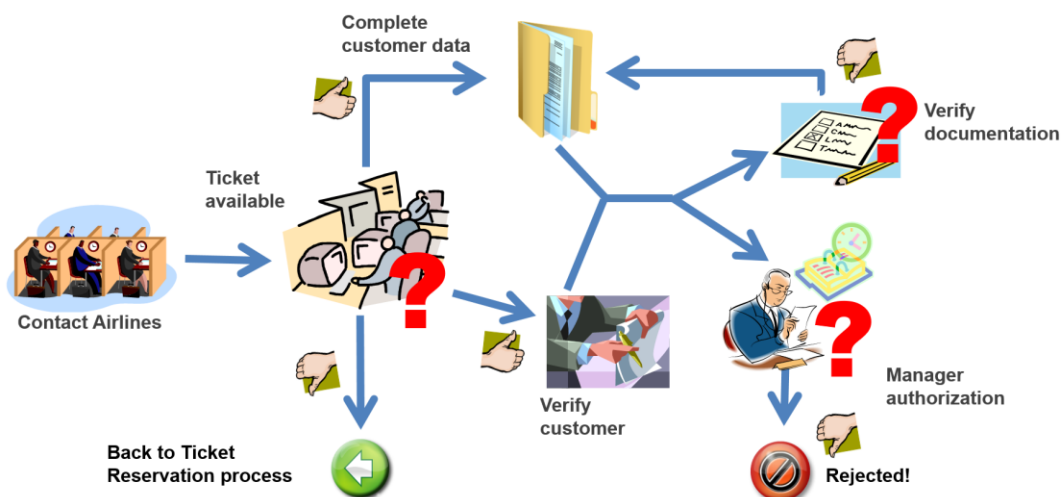 Complete
customer data
Verify
documentation
Ticket
available
Contact Airlines
Verify
customer
Manager
authorization
Back to Ticket
Reservation process
Rejected!